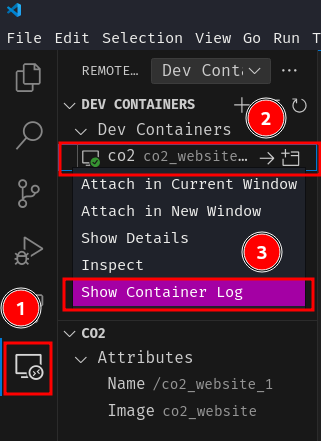 File Edit Selection View Go Run T
REMOTE… Dev Conta ···
DEV CONTAINERS
2
Dev Containers
co2 co2_website…
Attach in Current Window
Attach in New Window
Show Details
3
Inspect
Show Container Log
1
CO2
Attributes
Name /co2_website_1
Image co2_website